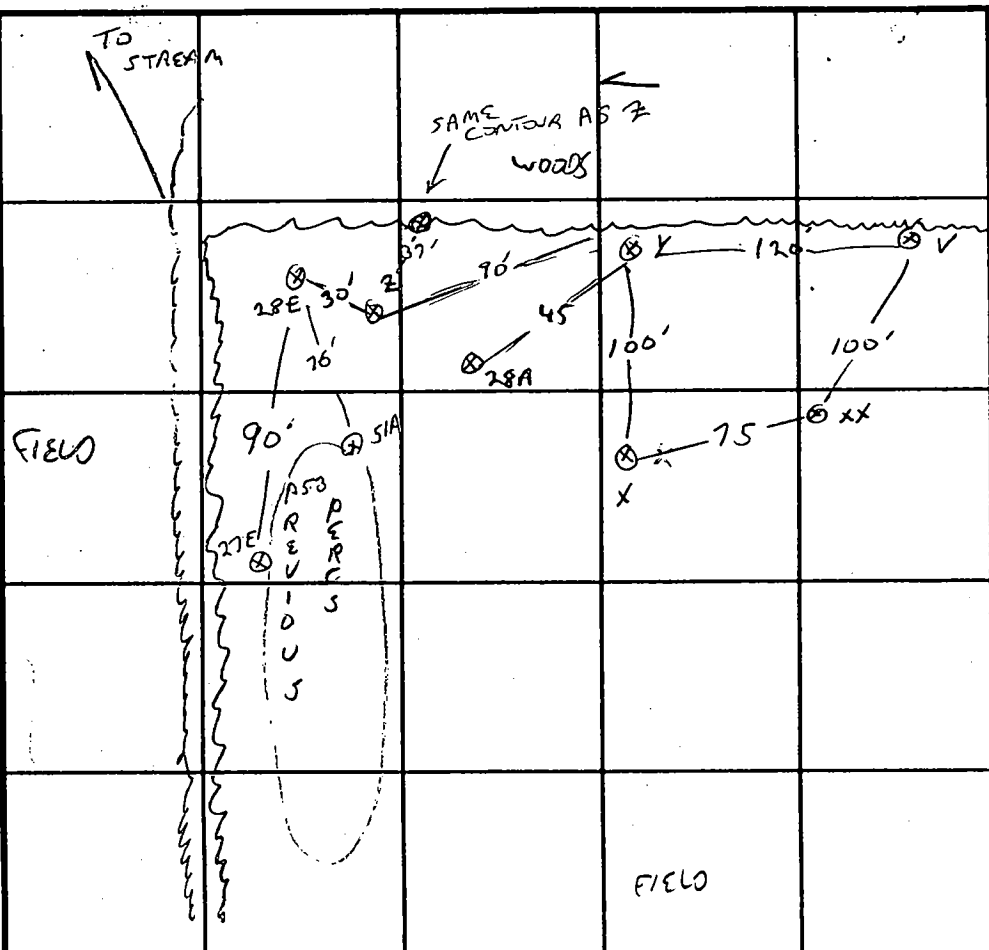 TO
STREAM
SAME
CONTOUR AS Z
WOODS
37'
Z
90'
Y
120'
V
28E
30'
45
28A
100'
100'
76'
XX
FIELD
90'
51A
75
X
27E
PREVIOUS
PERCS
FIELD